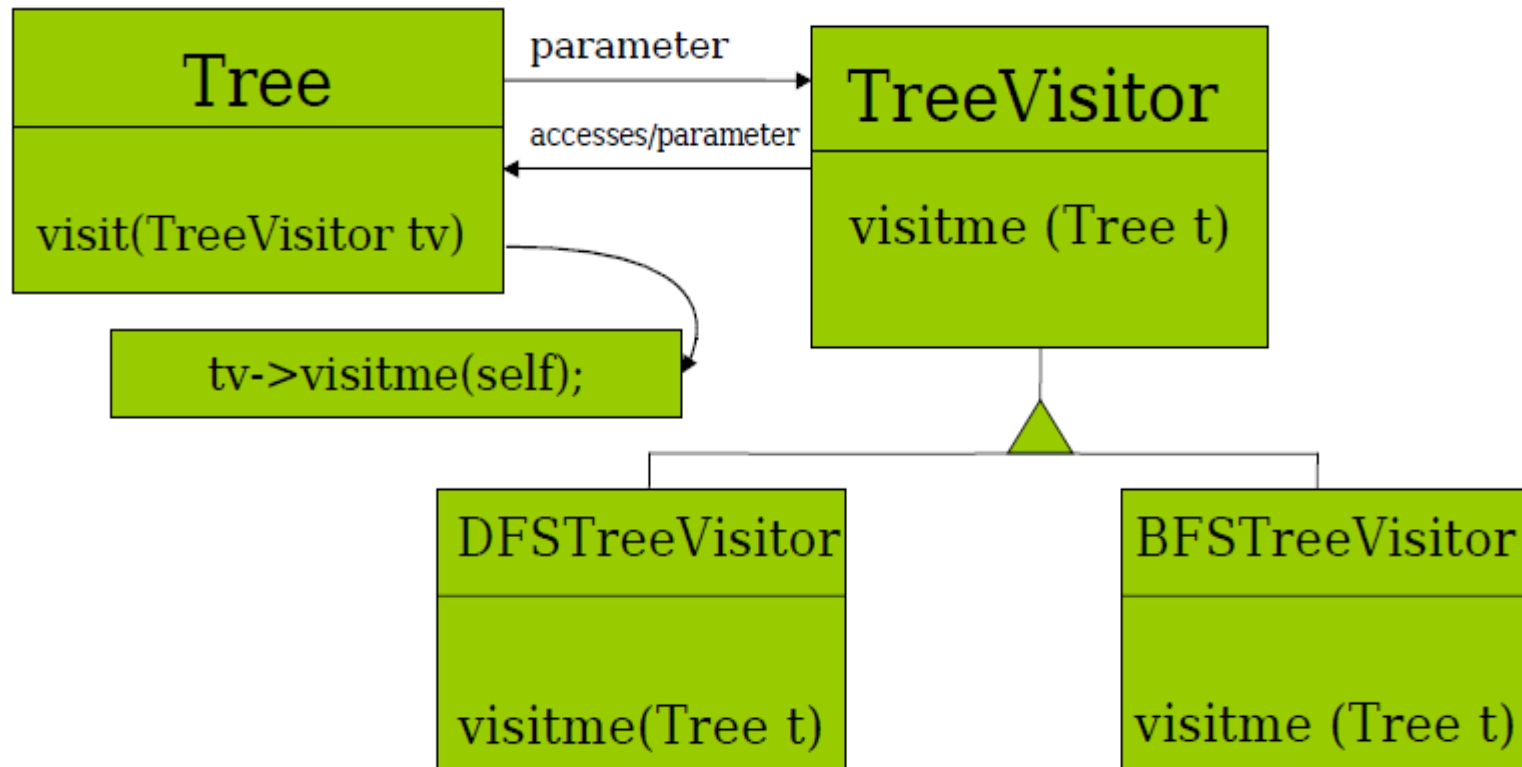 Tree
parameter
TreeVisitor
accesses/parameter
visit(TreeVisitor tv)
visitme (Tree t)
tv->visitme(self);
DFSTreeVisitor
BFSTreeVisitor
visitme(Tree t)
visitme (Tree t)